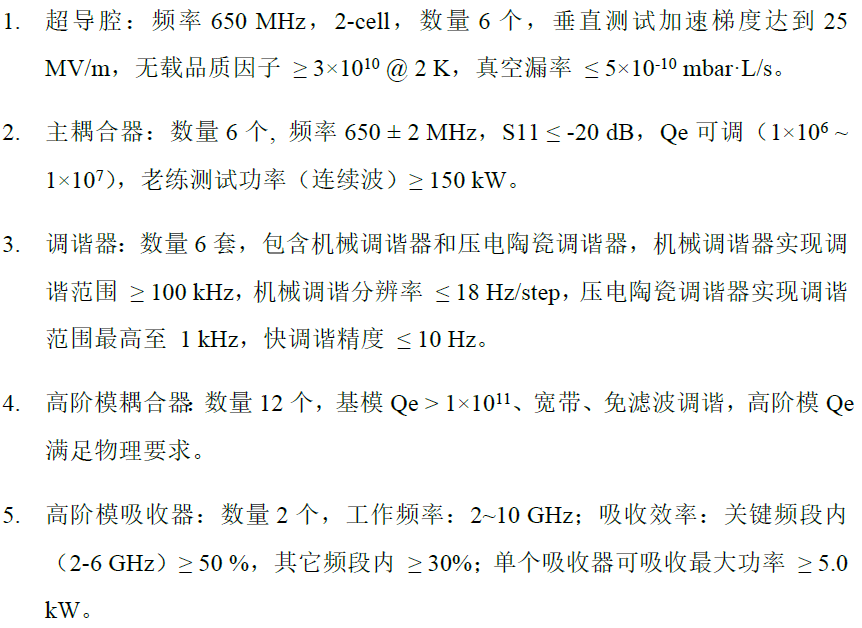 1. 超导腔：频率 650 MHz，2-cell，数量 6 个，垂直测试加速梯度达到 25
MV/m，无载品质因子 ≥ 3×10¹⁰ @ 2 K，真空漏率 ≤ 5×10⁻¹⁰ mbar·L/s。
2. 主耦合器：数量 6 个, 频率 650 ± 2 MHz，S11 ≤ -20 dB，Qe 可调（1×10⁶ ~
1×10⁷），老练测试功率（连续波）≥ 150 kW。
3. 调谐器：数量 6 套，包含机械调谐器和压电陶瓷调谐器，机械调谐器实现调
谐范围 ≥ 100 kHz，机械调谐分辨率 ≤ 18 Hz/step，压电陶瓷调谐器实现调谐
范围最高至 1 kHz，快调谐精度 ≤ 10 Hz。
4. 高阶模耦合器：数量 12 个，基模 Qe > 1×10¹¹、宽带、免滤波调谐，高阶模 Qe
满足物理要求。
5. 高阶模吸收器：数量 2 个，工作频率：2~10 GHz；吸收效率：关键频段内
（2-6 GHz）≥ 50 %，其它频段内 ≥ 30%；单个吸收器可吸收最大功率 ≥ 5.0
kW。